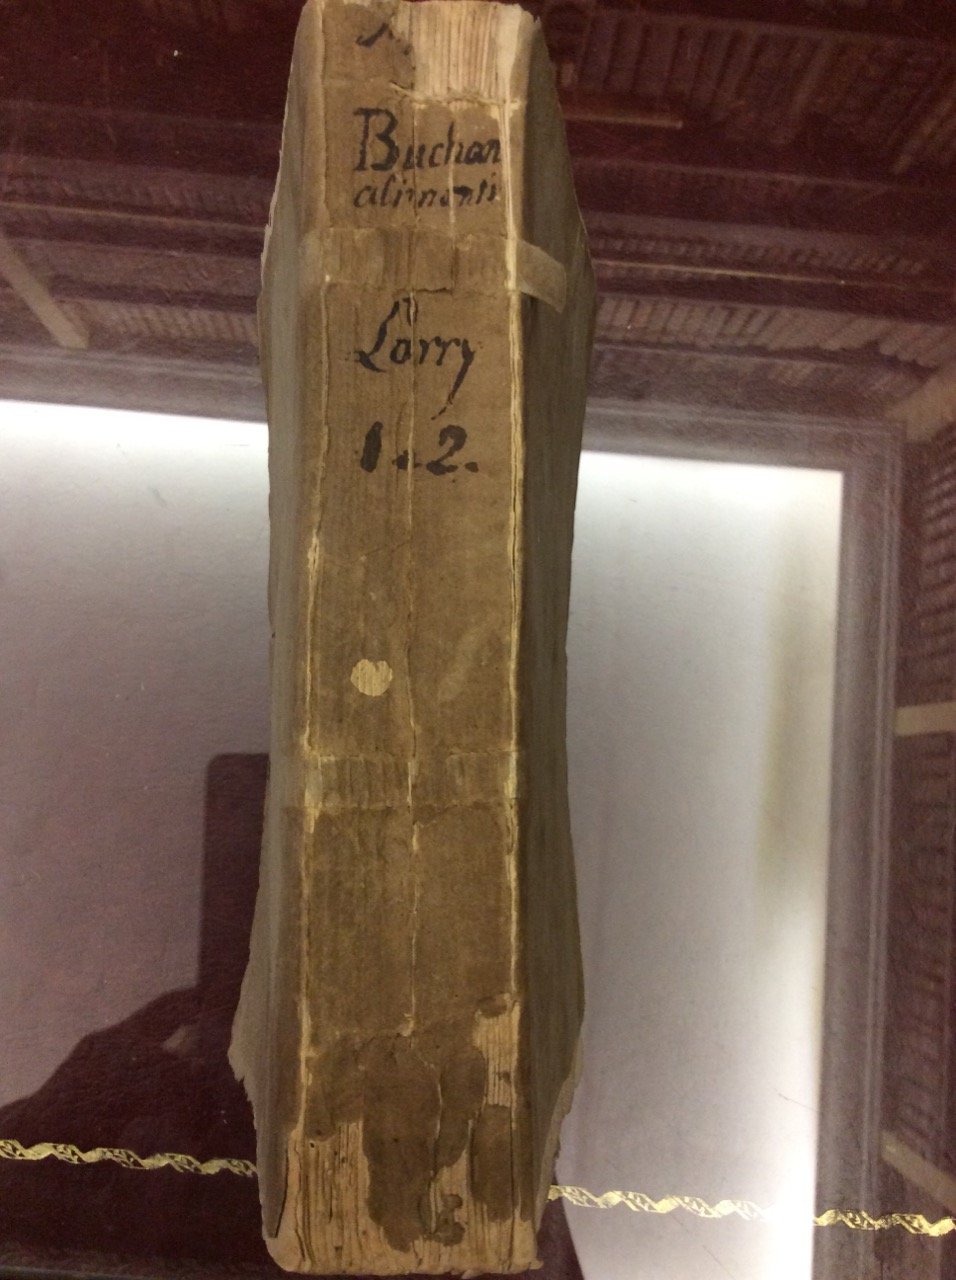 Buchan
alimenti
Lorry
1.2.